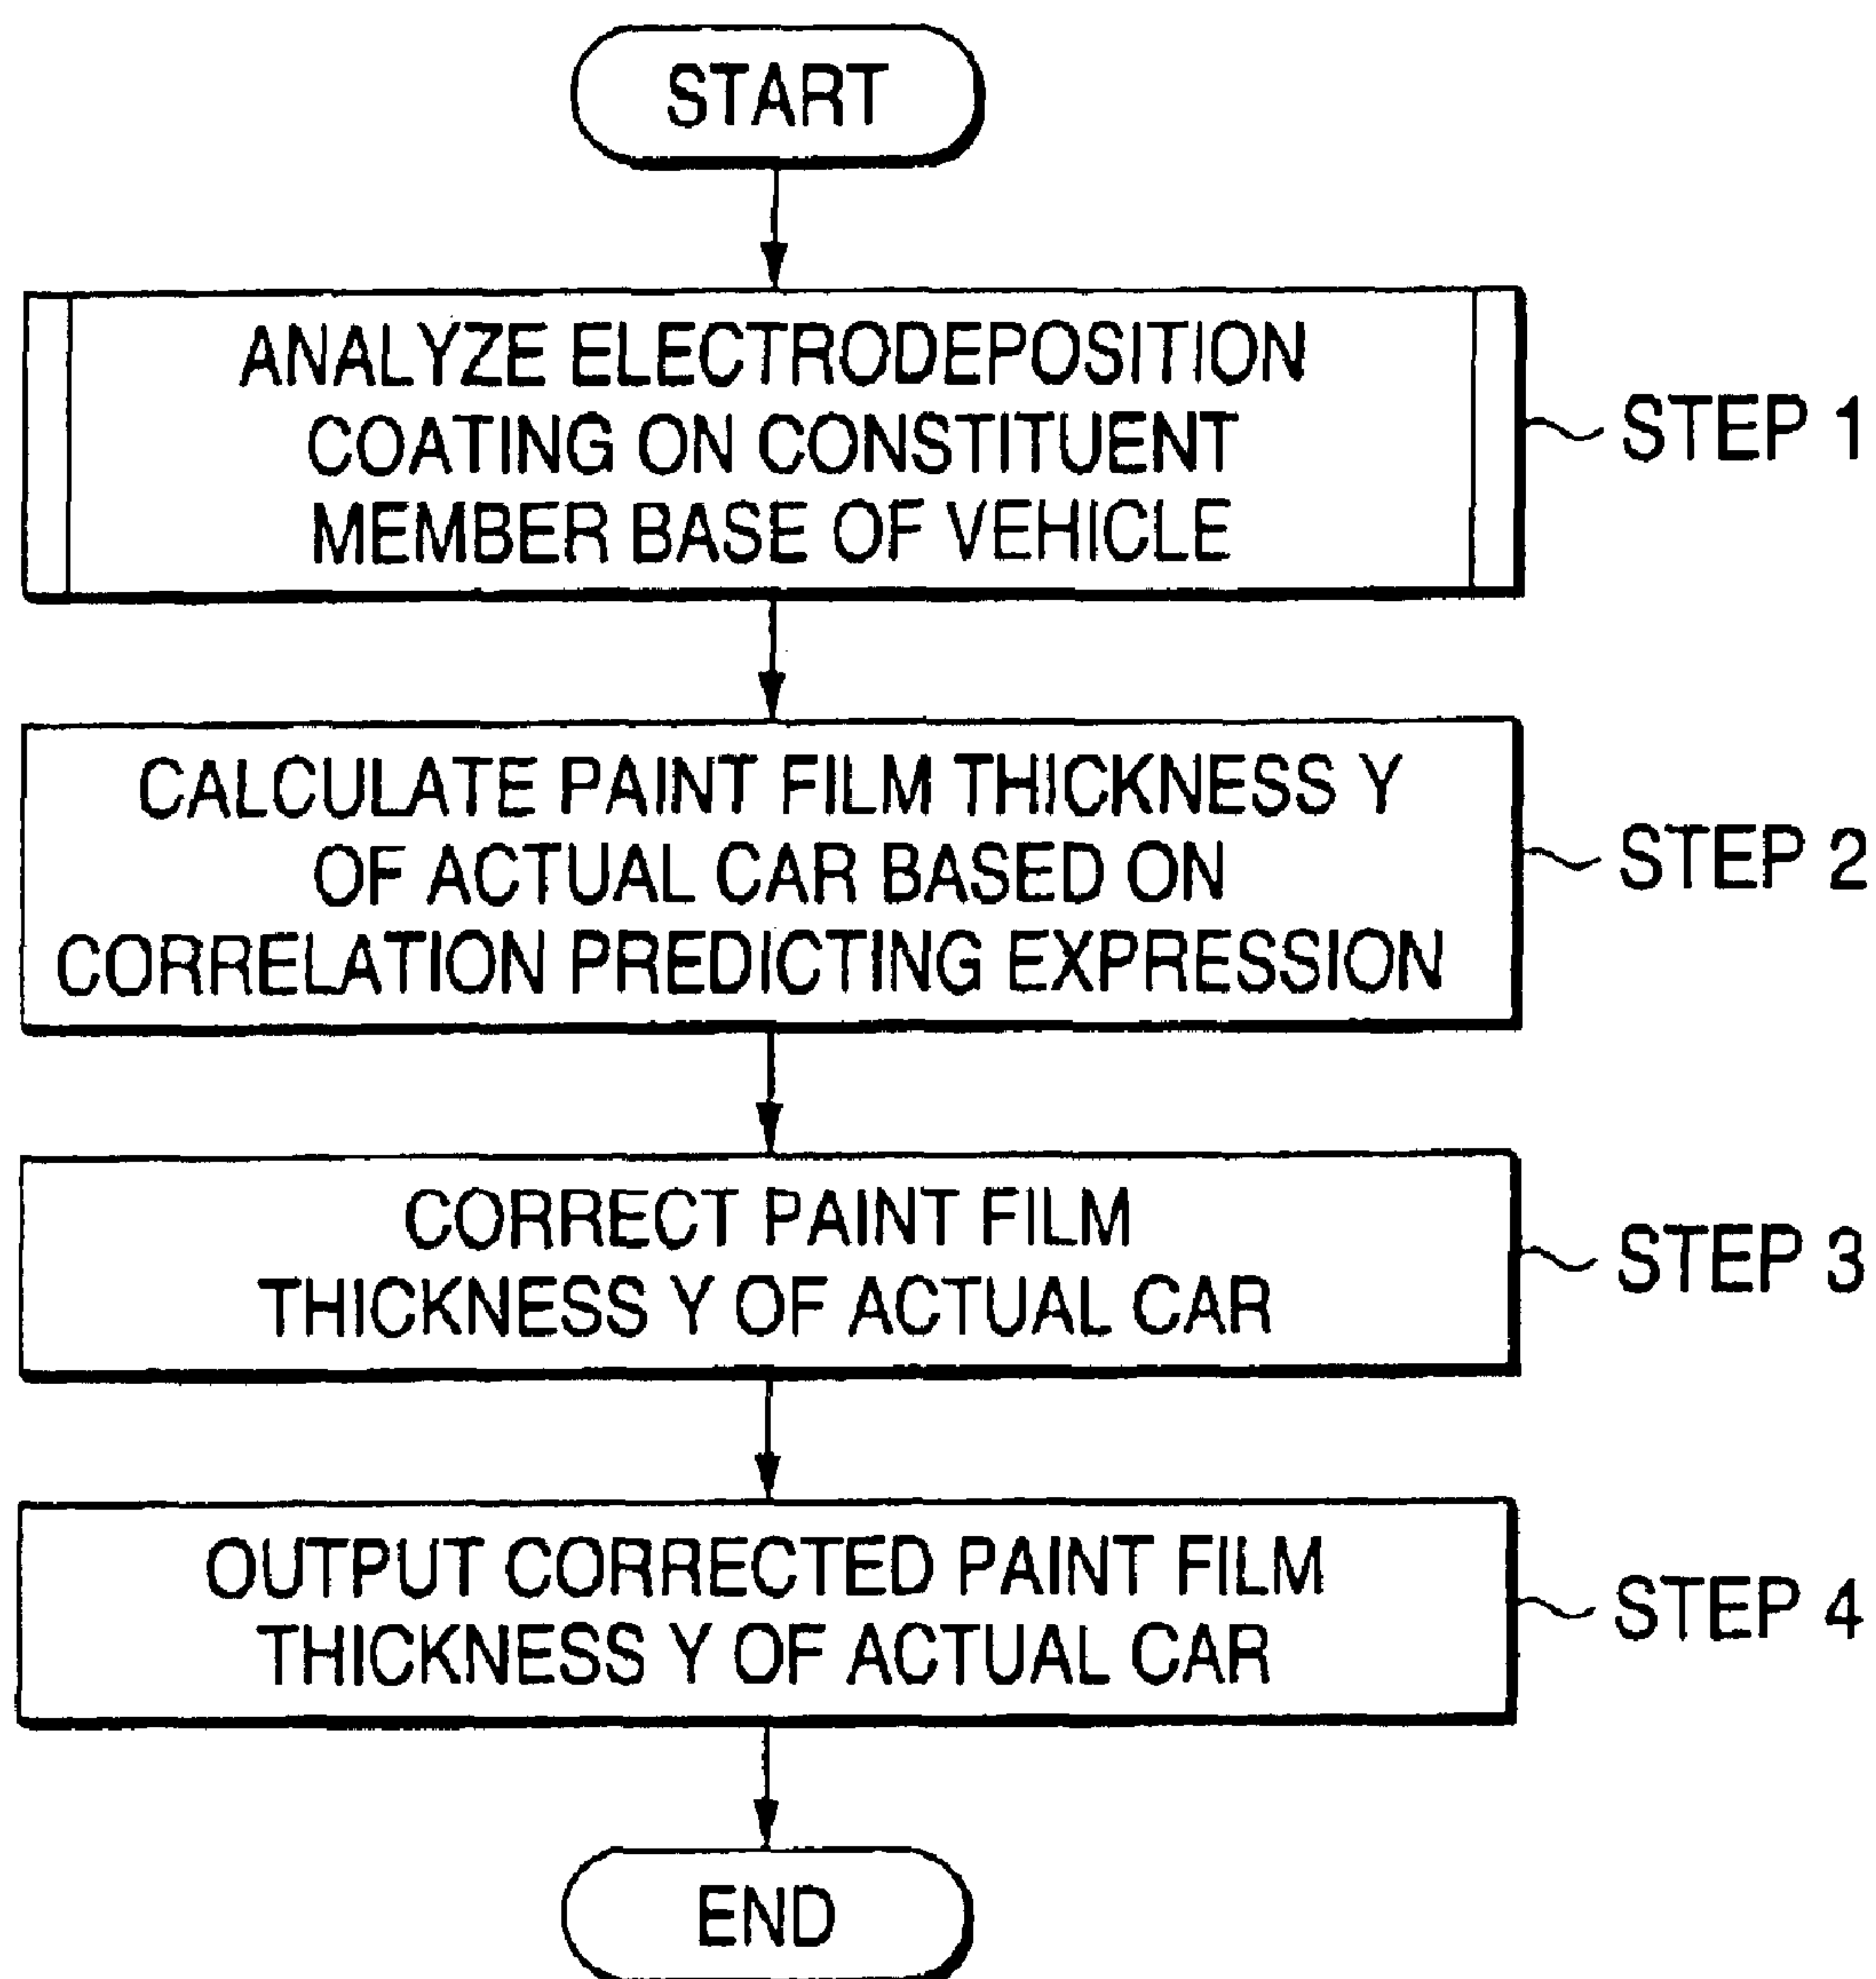 START
ANALYZE ELECTRODEPOSITION
COATING ON CONSTITUENT
MEMBER BASE OF VEHICLE
STEP 1
CALCULATE PAINT FILM THICKNESS Y
OF ACTUAL CAR BASED ON
CORRELATION PREDICTING EXPRESSION
STEP 2
CORRECT PAINT FILM
THICKNESS Y OF ACTUAL CAR
STEP 3
OUTPUT CORRECTED PAINT FILM
THICKNESS Y OF ACTUAL CAR
STEP 4
END